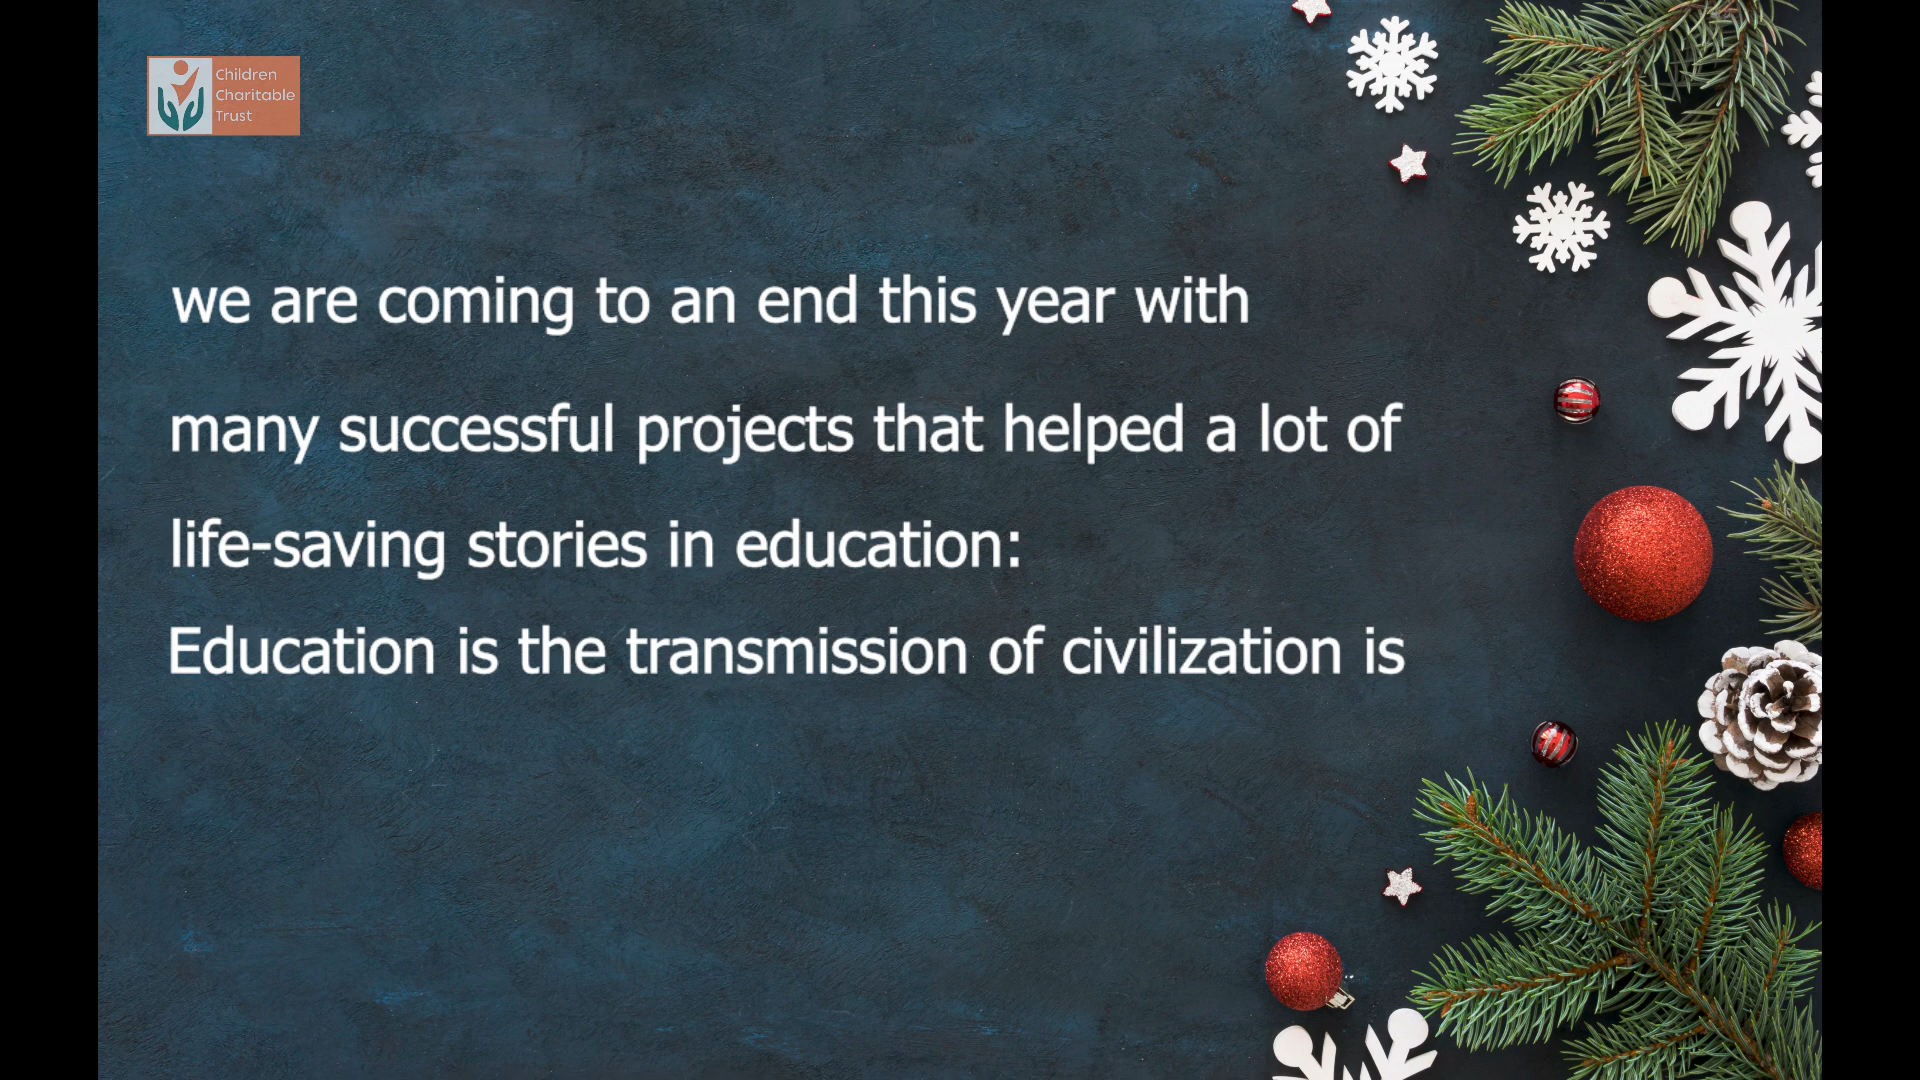 Children
Charitable
Trust
we are coming to an end this year with
many successful projects that helped a lot of
life-saving stories in education:
Education is the transmission of civilization is